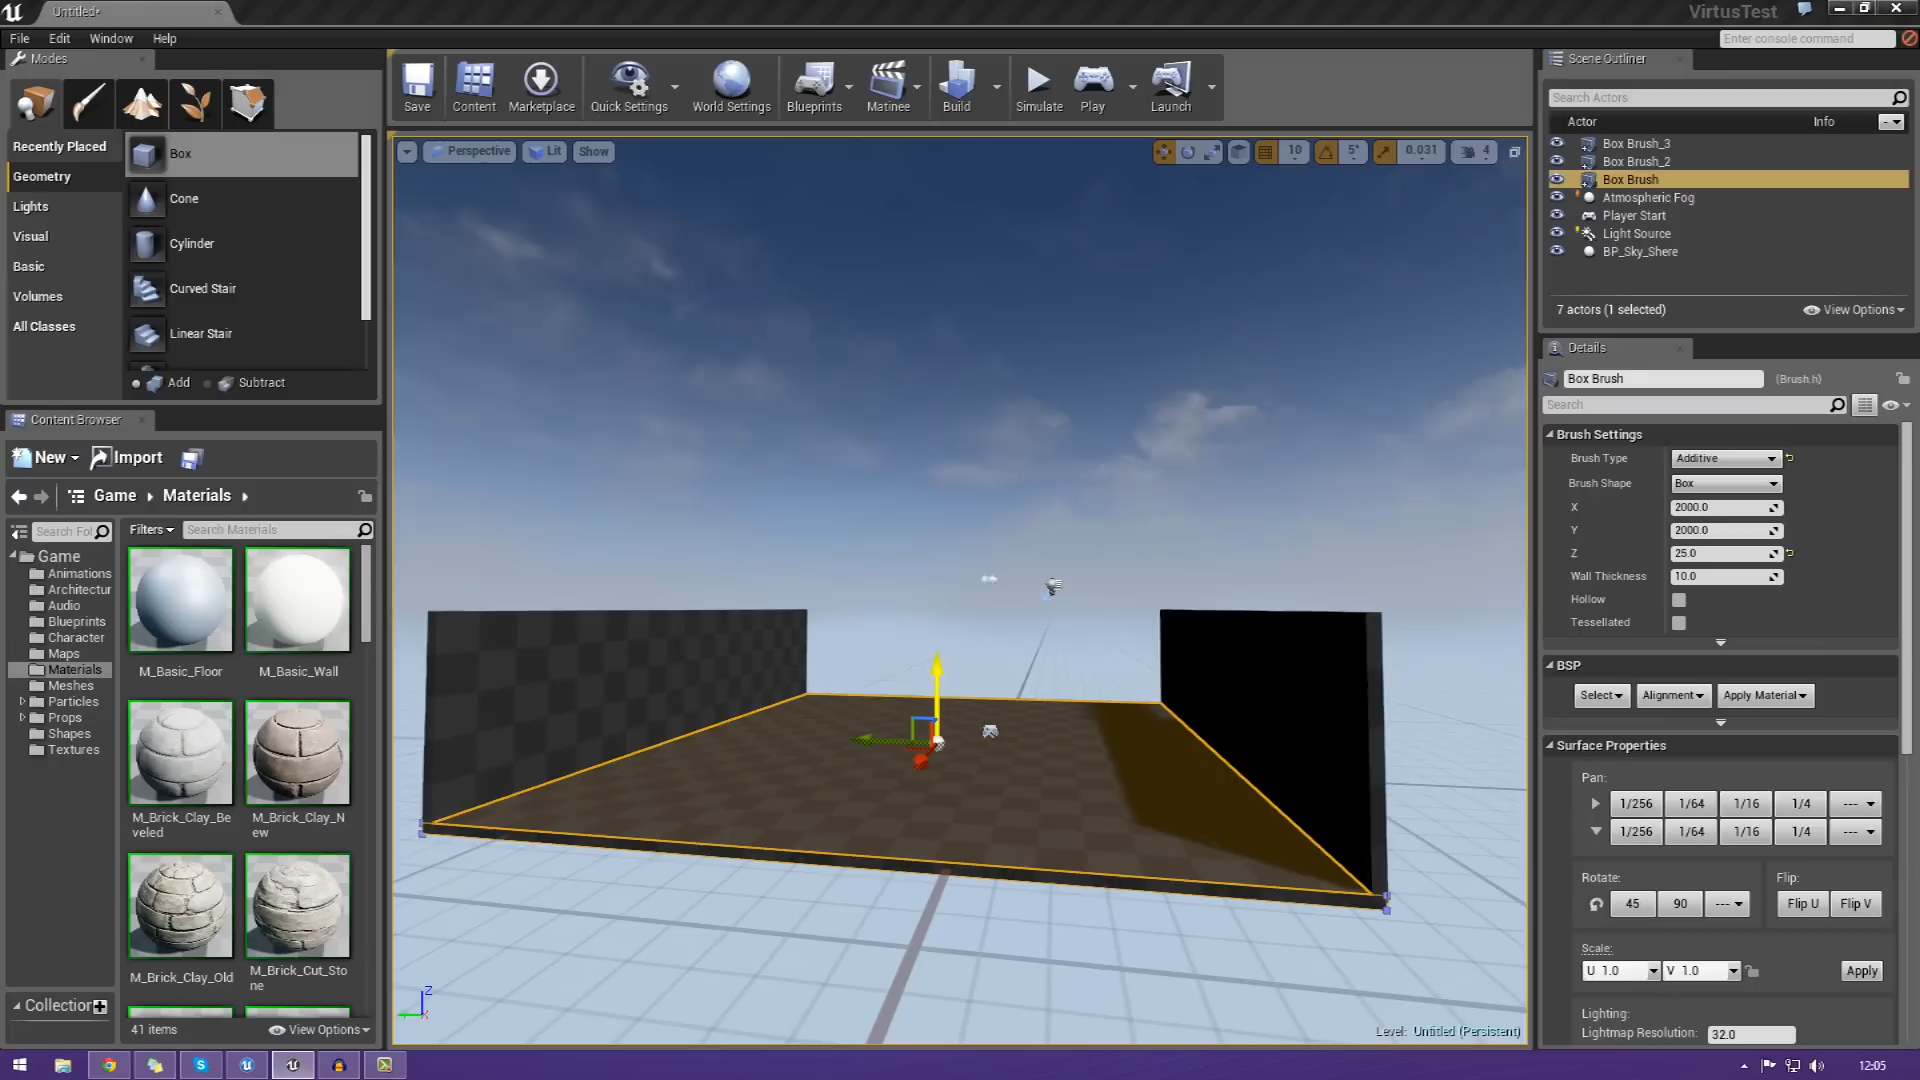 Untitled*
VirtusTest
File Edit Window Help
Enter console command
Modes
Recently Placed
Geometry
Lights
Visual
Basic
Volumes
All Classes
Box
Cone
Cylinder
Curved Stair
Linear Stair
Add Subtract
Save
Content
Marketplace
Quick Settings
World Settings
Blueprints
Matinee
Build
Simulate
Play
Launch
Perspective Lit Show
10 5° 0.031 4
Level: Untitled (Persistent)
Z
X
Content Browser
New Import
Game Materials
Search Fol
Filters Search Materials
Game
Animations
Architectur
Audio
Blueprints
Character
Maps
Materials
Meshes
Particles
Props
Shapes
Textures
Collection
M_Basic_Floor
M_Basic_Wall
M_Brick_Clay_Be
veled
M_Brick_Clay_N
ew
M_Brick_Clay_Old
M_Brick_Cut_Sto
ne
41 items View Options
Scene Outliner
Search Actors
Actor Info
Box Brush_3
Box Brush_2
Box Brush
Atmospheric Fog
Player Start
Light Source
BP_Sky_Shere
7 actors (1 selected) View Options
Details
Box Brush (Brush.h)
Search
Brush Settings
Brush Type Additive
Brush Shape Box
X 2000.0
Y 2000.0
Z 25.0
Wall Thickness 10.0
Hollow
Tessellated
BSP
Select Alignment Apply Material
Surface Properties
Pan:
1/256 1/64 1/16 1/4 ---
1/256 1/64 1/16 1/4 ---
Rotate: Flip:
45 90 --- Flip U Flip V
Scale:
U 1.0 V 1.0 Apply
Lighting:
Lightmap Resolution: 32.0
12:05